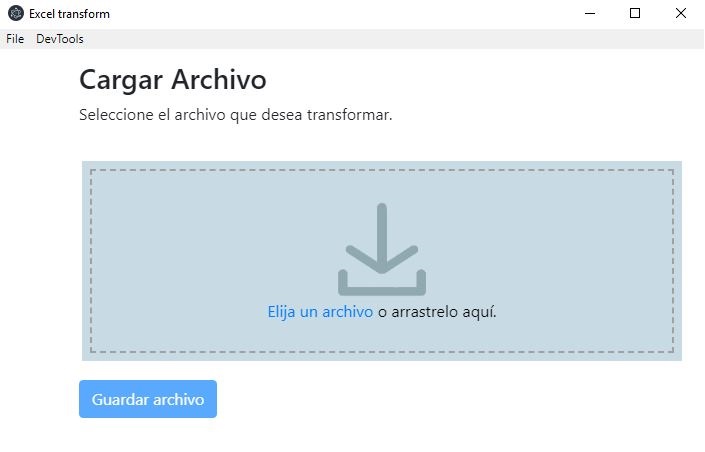 Excel transform
File DevTools
Cargar Archivo
Seleccione el archivo que desea transformar.
Elija un archivo o arrastrelo aquí.
Guardar archivo